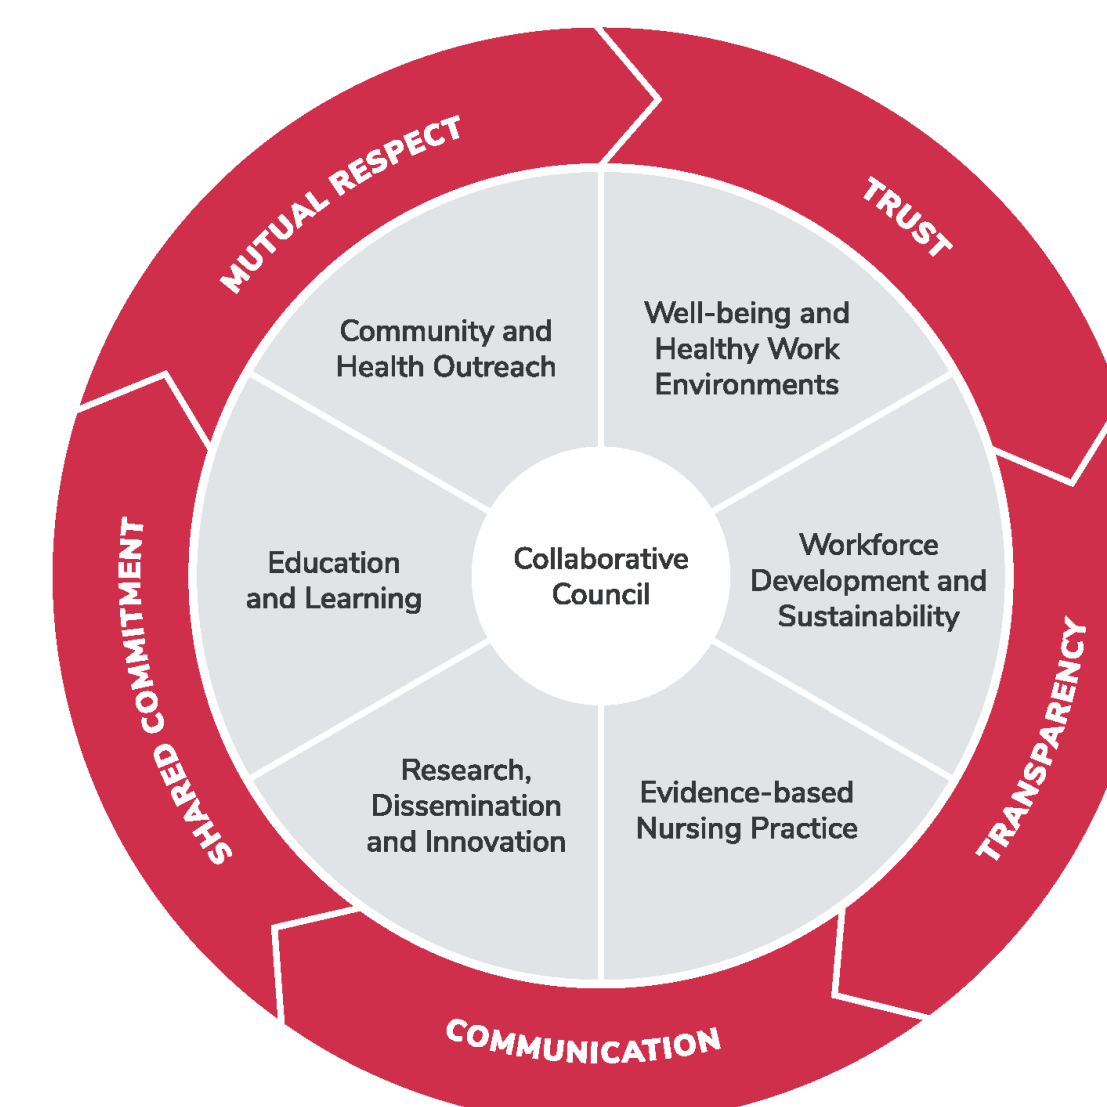 MUTUAL RESPECT
TRUST
TRANSPARENCY
COMMUNICATION
SHARED COMMITMENT
Community and
Health Outreach
Well-being and
Healthy Work
Environments
Workforce
Development and
Sustainability
Evidence-based
Nursing Practice
Research,
Dissemination
and Innovation
Education
and Learning
Collaborative
Council